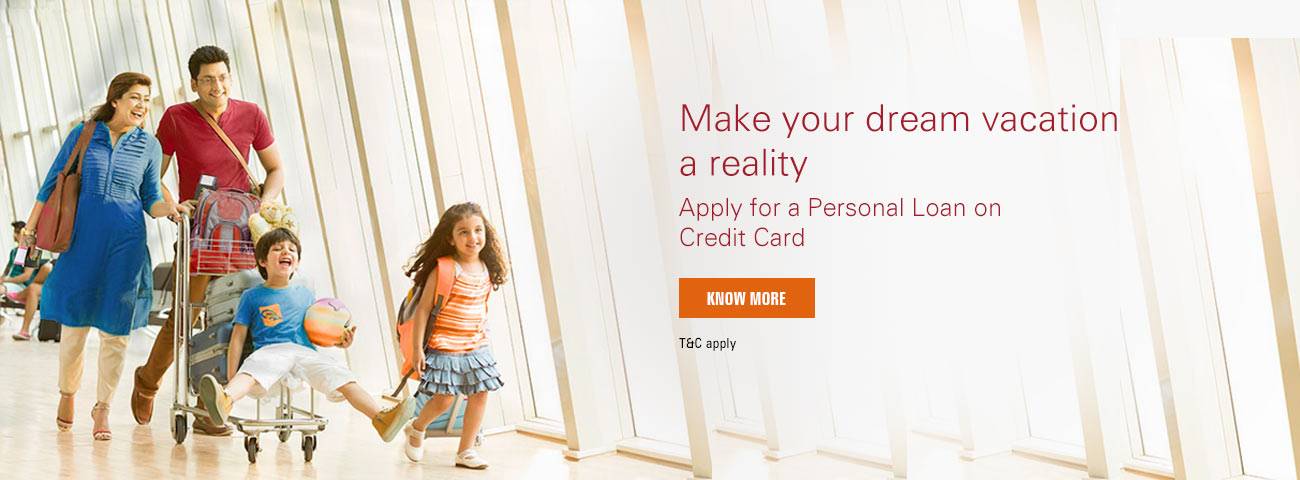 Make your dream vacation
a reality
Apply for a Personal Loan on
Credit Card
KNOW MORE
T&C apply